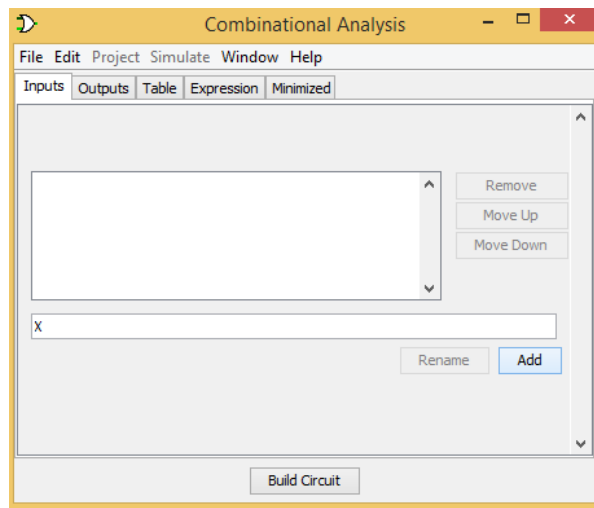 Combinational Analysis
File Edit Project Simulate Window Help
Inputs Outputs Table Expression Minimized
Remove
Move Up
Move Down
X
Rename Add
Build Circuit